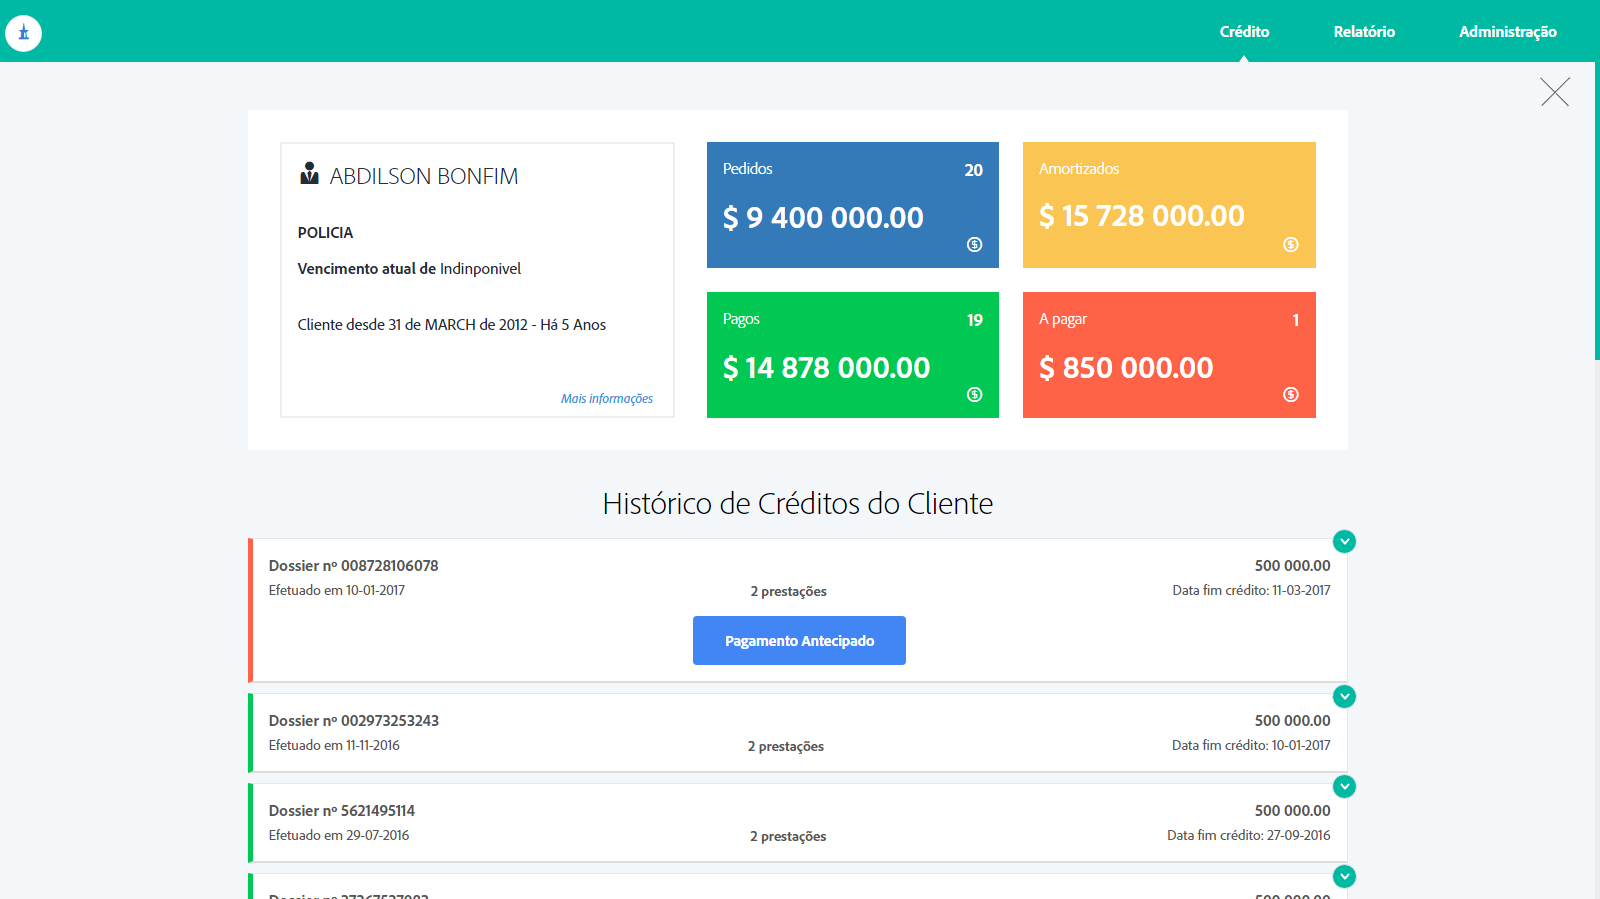 Crédito
Relatório
Administração
ABDILSON BONFIM
POLICIA
Vencimento atual de Indinponivel
Cliente desde 31 de MARCH de 2012 - Há 5 Anos
Mais informações
Pedidos 20
$ 9 400 000.00
Amortizados
$ 15 728 000.00
Pagos 19
$ 14 878 000.00
A pagar 1
$ 850 000.00
Histórico de Créditos do Cliente
Dossier nº 008728106078 500 000.00
Efetuado em 10-01-2017 2 prestações Data fim crédito: 11-03-2017
Pagamento Antecipado
Dossier nº 002973253243 500 000.00
Efetuado em 11-11-2016 2 prestações Data fim crédito: 10-01-2017
Dossier nº 5621495114 500 000.00
Efetuado em 29-07-2016 2 prestações Data fim crédito: 27-09-2016
Dossier nº 500 000.00